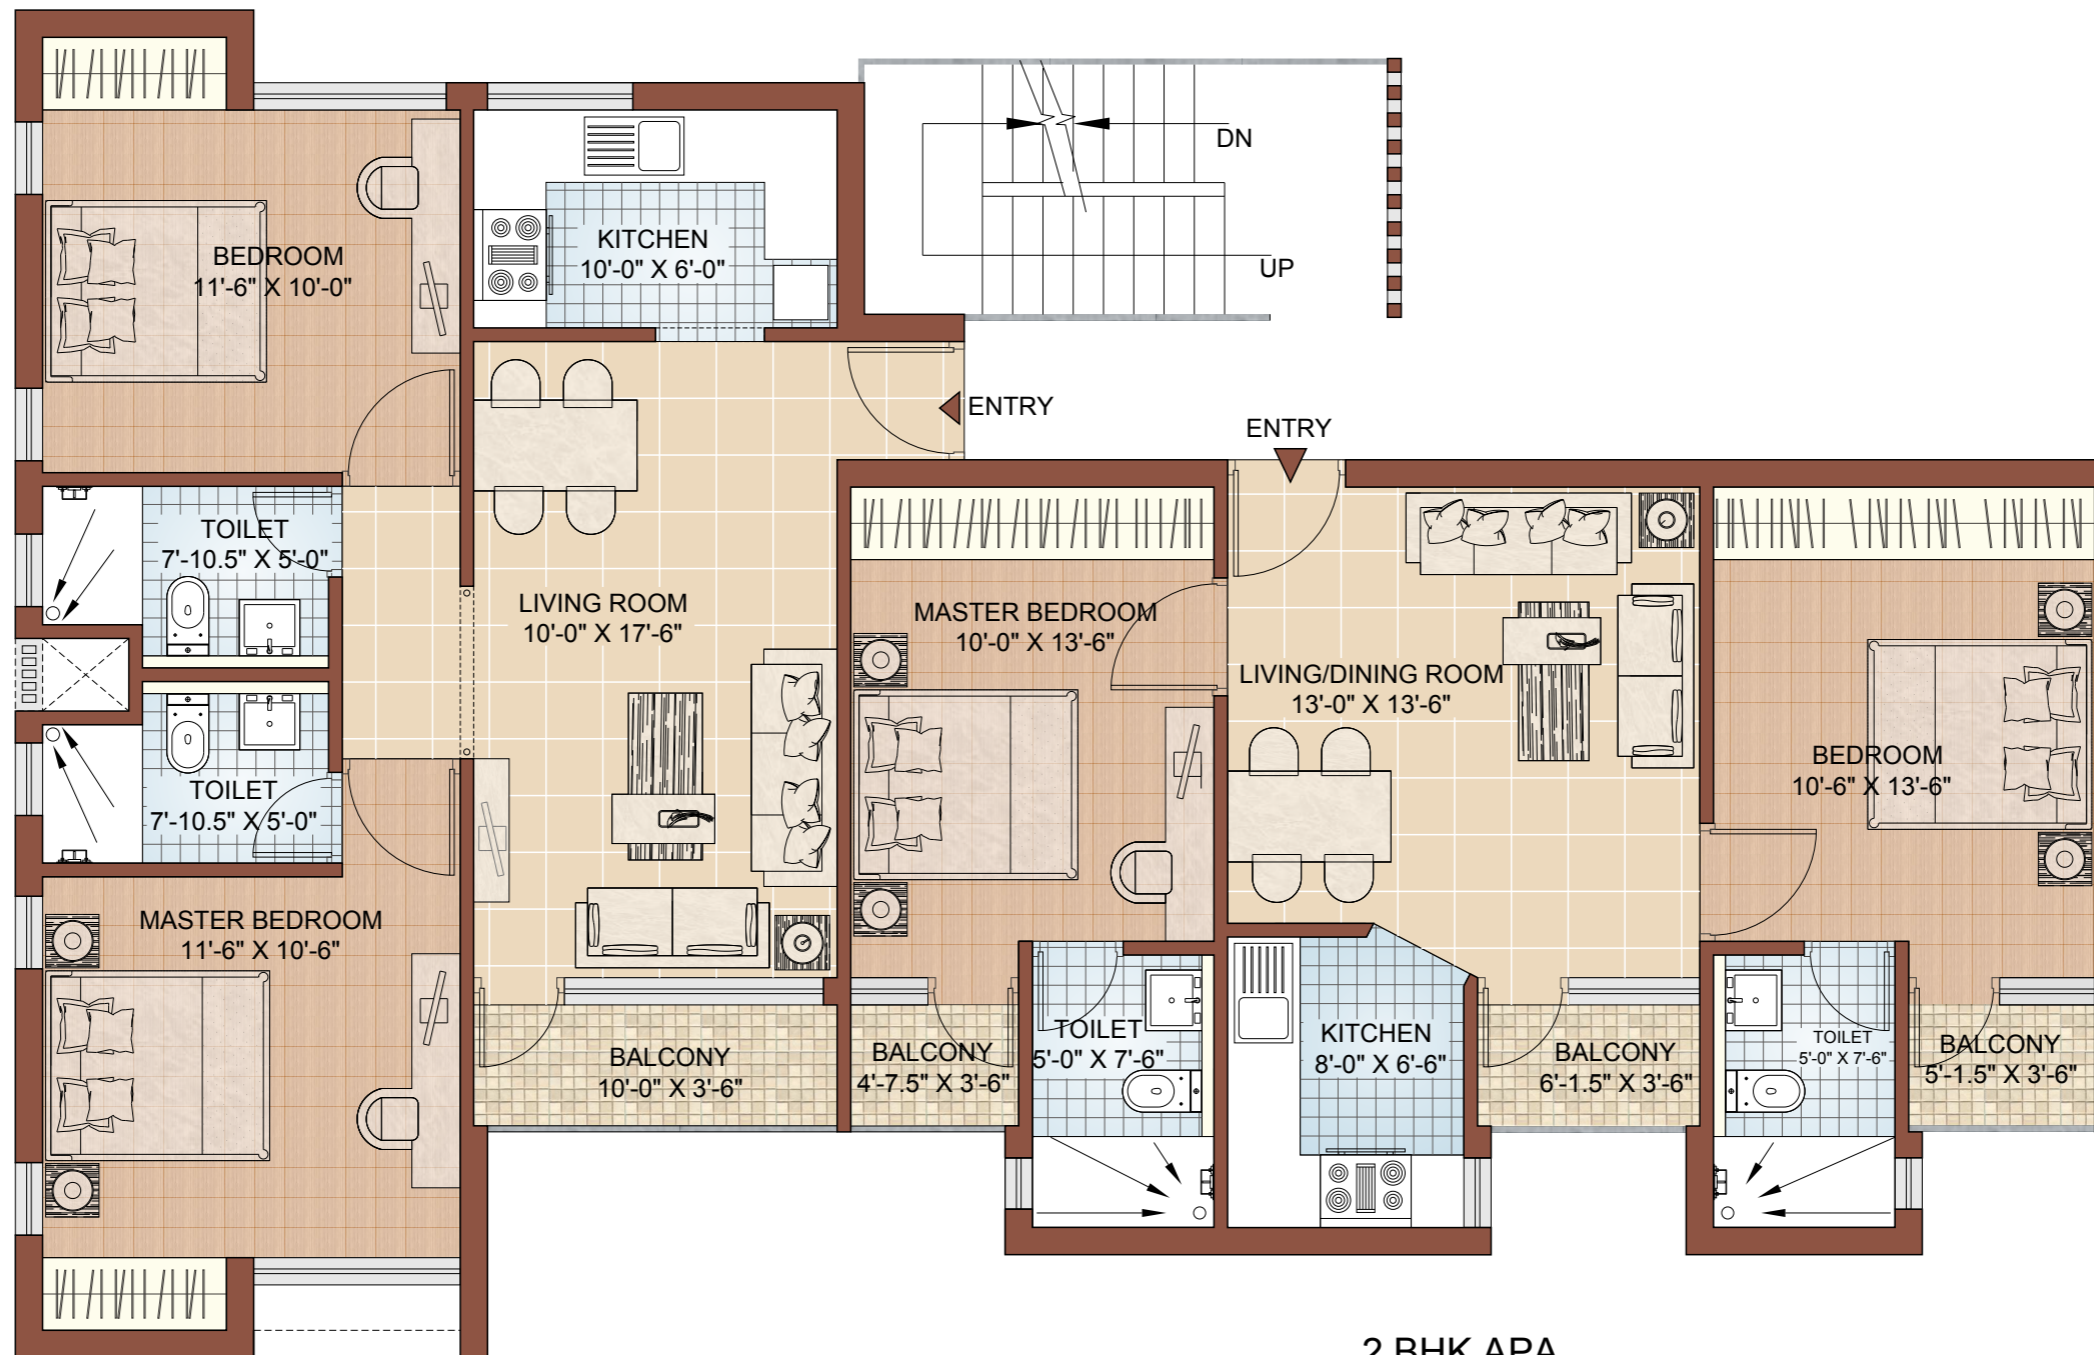 DN
UP
BEDROOM
11'-6" X 10'-0"
KITCHEN
10'-0" X 6'-0"
ENTRY
ENTRY
TOILET
7'-10.5" X 5'-0"
LIVING ROOM
10'-0" X 17'-6"
MASTER BEDROOM
10'-0" X 13'-6"
LIVING/DINING ROOM
13'-0" X 13'-6"
BEDROOM
10'-6" X 13'-6"
TOILET
7'-10.5" X 5'-0"
MASTER BEDROOM
11'-6" X 10'-6"
BALCONY
10'-0" X 3'-6"
BALCONY
4'-7.5" X 3'-6"
TOILET
5'-0" X 7'-6"
KITCHEN
8'-0" X 6'-6"
BALCONY
6'-1.5" X 3'-6"
TOILET
5'-0" X 7'-6"
BALCONY
5'-1.5" X 3'-6"
2 BHK APA